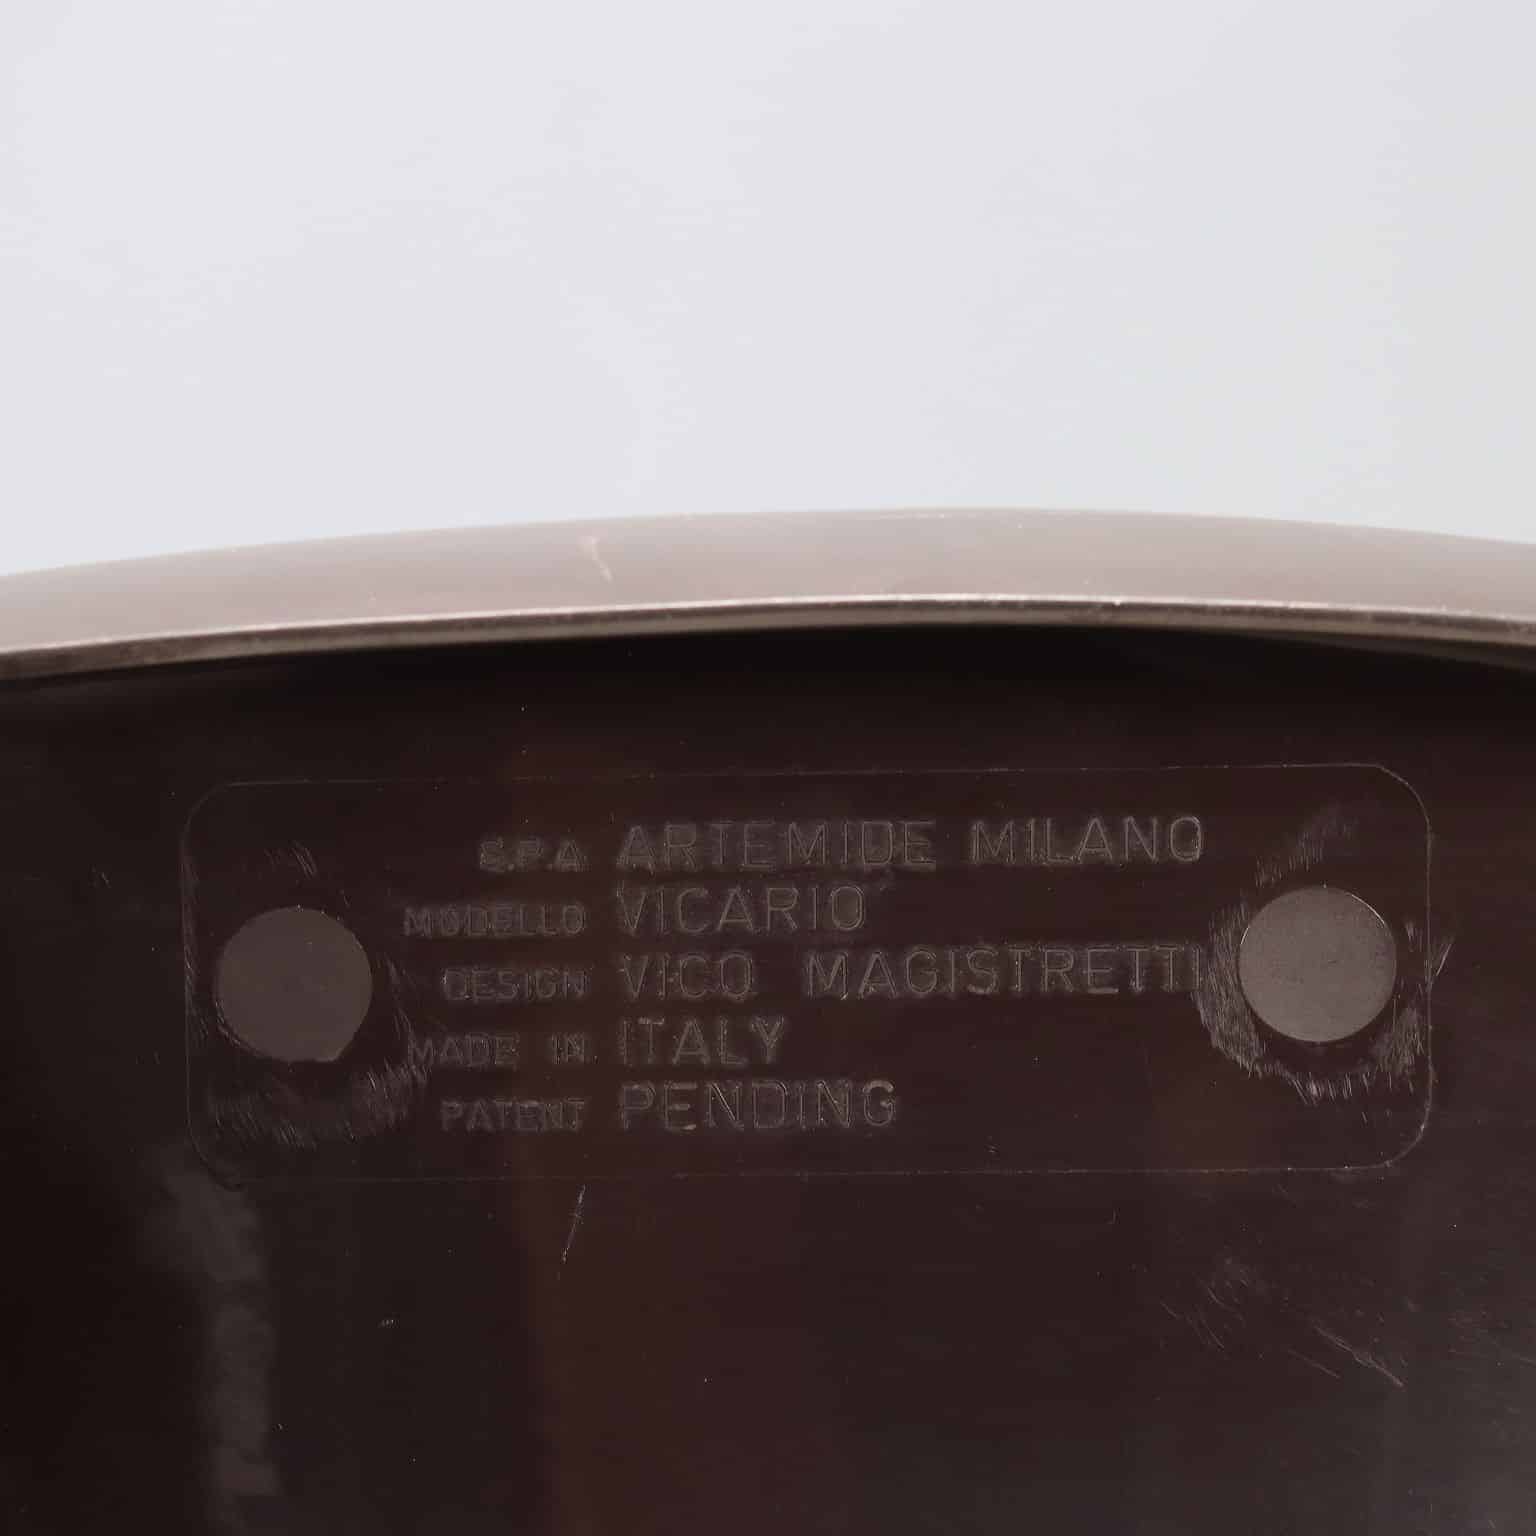 S.P.A ARTEMIDE MILANO
MODELLO VICARIO
DESIGN VICO MAGISTRETTI
MADE IN ITALY
PATENT PENDING